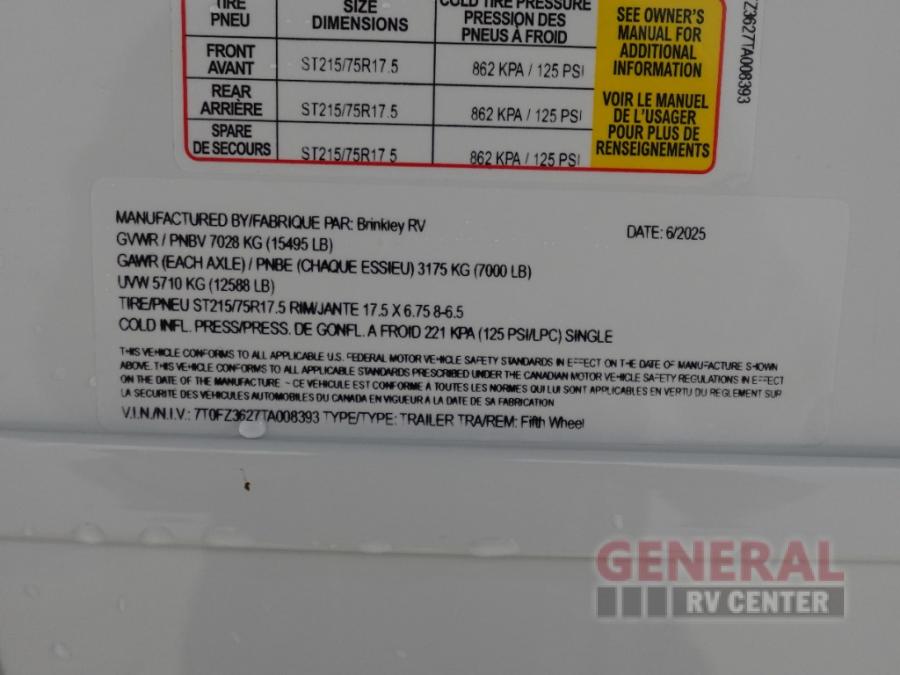 TIRE
PNEU
SIZE
DIMENSIONS
COLD TIRE PRESSURE
PRESSION DES
PNEUS À FROID
SEE OWNER'S
MANUAL FOR
ADDITIONAL
INFORMATION
FRONT
AVANT
ST215/75R17.5
862 KPA / 125 PSI
REAR
ARRIÈRE
ST215/75R17.5
862 KPA / 125 PSI
SPARE
DE SECOURS
ST215/75R17.5
862 KPA / 125 PSI
VOIR LE MANUEL
DE L'USAGER
POUR PLUS DE
RENSEIGNEMENTS
Z3627TA008393
MANUFACTURED BY/FABRIQUE PAR: Brinkley RV
DATE: 6/2025
GVWR / PNBV 7028 KG (15495 LB)
GAWR (EACH AXLE) / PNBE (CHAQUE ESSIEU) 3175 KG (7000 LB)
UVW 5710 KG (12588 LB)
TIRE/PNEU ST215/75R17.5 RIM/JANTE 17.5 X 6.75 8-6.5
COLD INFL. PRESS/PRESS. DE GONFL. A FROID 221 KPA (125 PSI/LPC) SINGLE
THIS VEHICLE CONFORMS TO ALL APPLICABLE U.S. FEDERAL MOTOR VEHICLE SAFETY STANDARDS IN EFFECT ON THE DATE OF MANUFACTURE SHOWN
ABOVE. THIS VEHICLE CONFORMS TO ALL APPLICABLE STANDARDS PRESCRIBED UNDER THE CANADIAN MOTOR VEHICLE SAFETY REGULATIONS IN EFFECT
ON THE DATE OF THE MANUFACTURE - CE VEHICULE EST CONFORME A TOUTES LES NORMES QUI LUI SONT APPLICABLES EN VERTU DU REGLEMENT SUR
LA SECURITE DES VEHICULES AUTOMOBILES DU CANADA EN VIGUEUR A LA DATE DE SA FABRICATION
V.I.N./N.I.V.: 7T0FZ3627TA008393 TYPE/TYPE: TRAILER TRA/REM: Fifth Wheel
GENERAL
RV CENTER